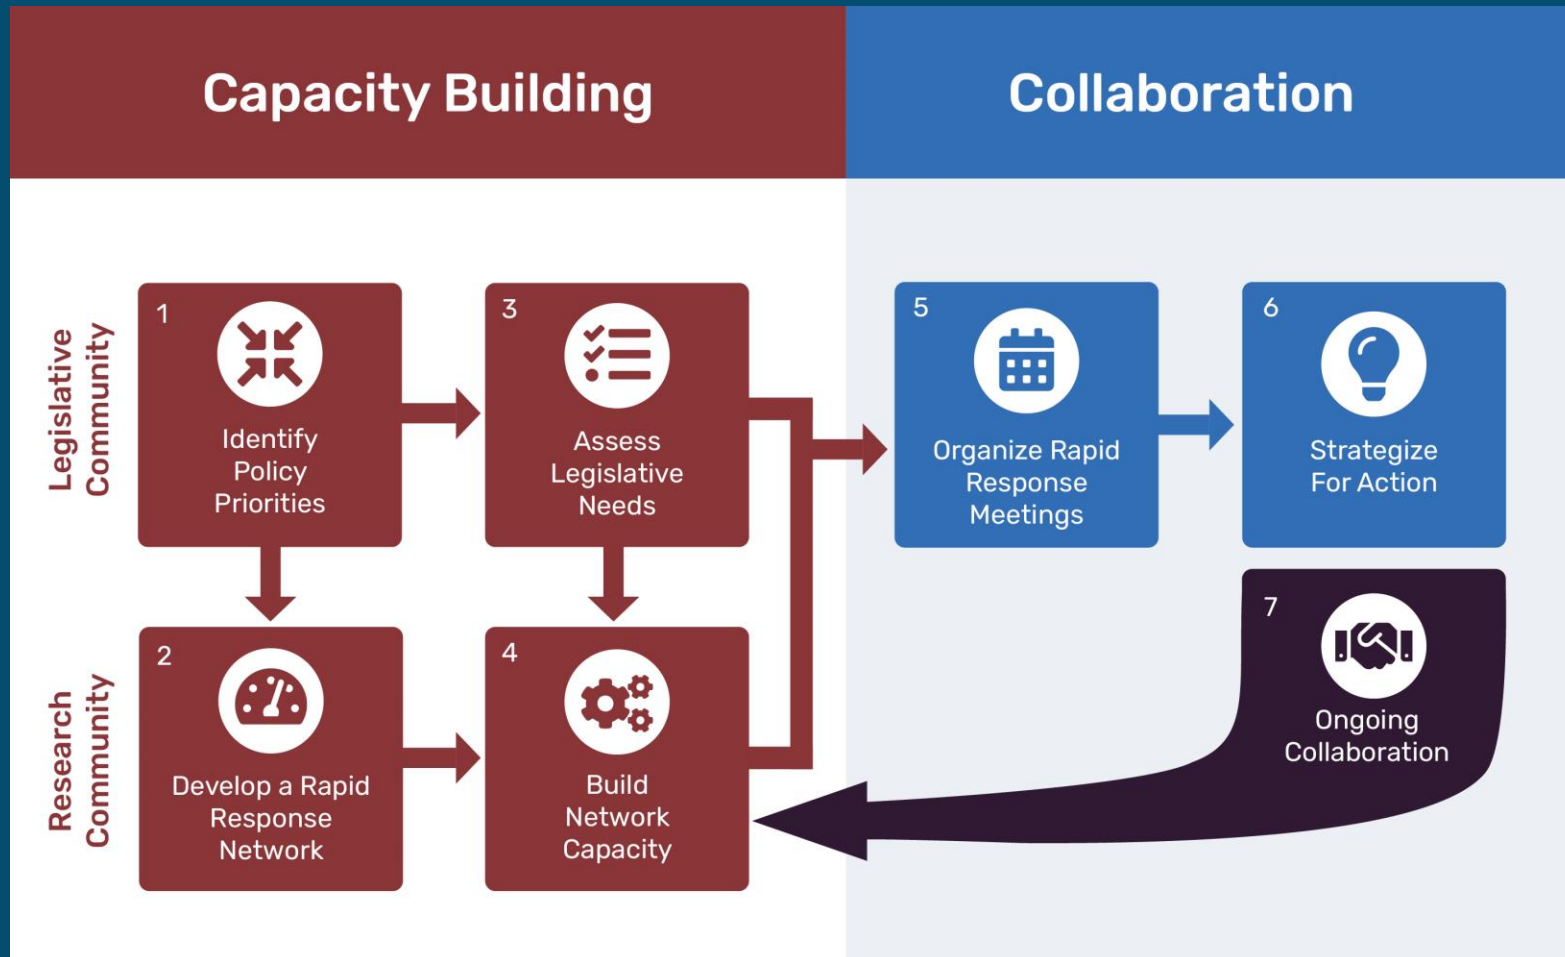 Capacity Building
Collaboration
Legislative
Community
1
Identify
Policy
Priorities
3
Assess
Legislative
Needs
5
Organize Rapid
Response
Meetings
6
Strategize
For Action
Research
Community
2
Develop a Rapid
Response
Network
4
Build
Network
Capacity
7
Ongoing
Collaboration